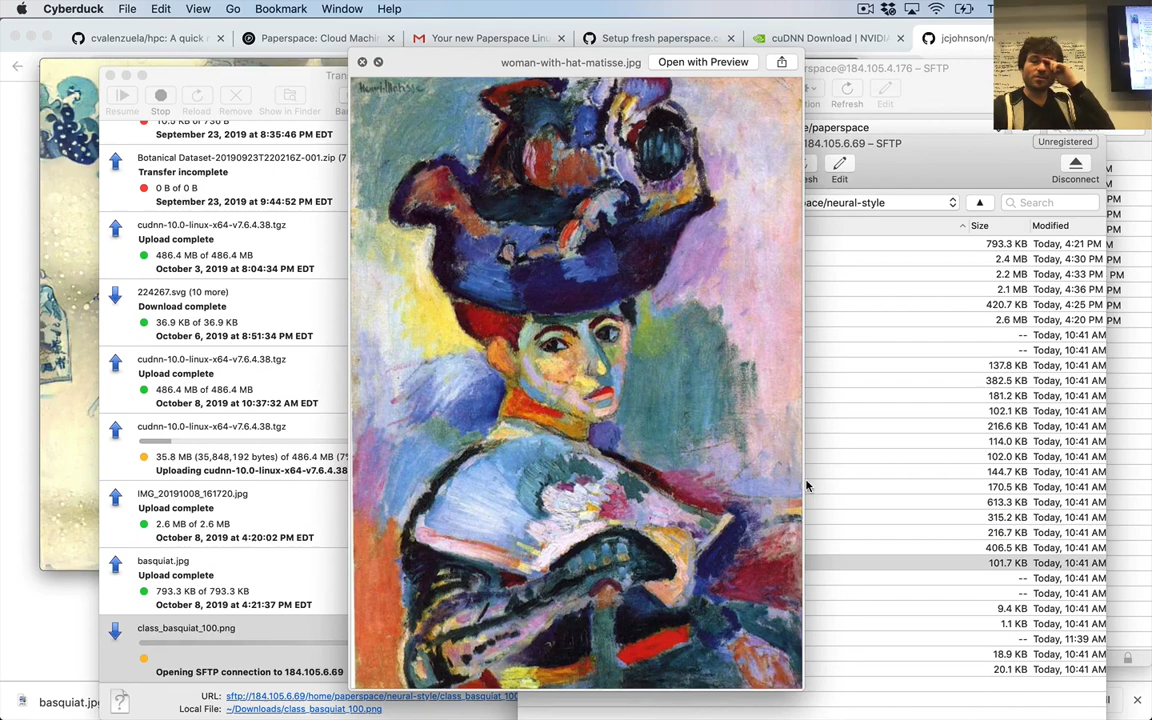 Cyberduck File Edit View Go Bookmark Window Help
cvalenzuela/hpc: A quick
Paperspace: Cloud Machine
Your new Paperspace Linu
Setup fresh paperspace.c
cuDNN Download | NVIDIA
jcjohnson/n
woman-with-hat-matisse.jpg
Open with Preview
Resume Stop Reload Remove Show in Finder
rspace@184.105.4.176 – SFTP
Refresh Edit
e/paperspace
184.105.6.69 – SFTP
Unregistered
Edit
Disconnect
ace/neural-style
Search
Size Modified
September 23, 2019 at 8:35:46 PM EDT
Botanical Dataset-20190923T220216Z-001.zip (7
Transfer incomplete
0 B of 0 B
September 23, 2019 at 9:44:52 PM EDT
cudnn-10.0-linux-x64-v7.6.4.38.tgz
Upload complete
486.4 MB of 486.4 MB
October 3, 2019 at 8:04:34 PM EDT
224267.svg (10 more)
Download complete
36.9 KB of 36.9 KB
October 6, 2019 at 8:51:34 PM EDT
cudnn-10.0-linux-x64-v7.6.4.38.tgz
Upload complete
486.4 MB of 486.4 MB
October 8, 2019 at 10:37:32 AM EDT
cudnn-10.0-linux-x64-v7.6.4.38.tgz
35.8 MB (35,848,192 bytes) of 486.4 MB (7%
Uploading cudnn-10.0-linux-x64-v7.6.4.38
IMG_20191008_161720.jpg
Upload complete
2.6 MB of 2.6 MB
October 8, 2019 at 4:20:02 PM EDT
basquiat.jpg
Upload complete
793.3 KB of 793.3 KB
October 8, 2019 at 4:21:37 PM EDT
class_basquiat_100.png
Opening SFTP connection to 184.105.6.69
URL: sftp://184.105.6.69/home/paperspace/neural-style/class_basquiat_100
Local File: ~/Downloads/class_basquiat_100.png
basquiat.jpg
793.3 KB Today, 4:21 PM
2.4 MB Today, 4:30 PM
2.2 MB Today, 4:33 PM
2.1 MB Today, 4:36 PM
420.7 KB Today, 4:25 PM
2.6 MB Today, 4:20 PM
-- Today, 10:41 AM
-- Today, 10:41 AM
137.8 KB Today, 10:41 AM
382.5 KB Today, 10:41 AM
181.2 KB Today, 10:41 AM
102.1 KB Today, 10:41 AM
216.6 KB Today, 10:41 AM
114.0 KB Today, 10:41 AM
102.0 KB Today, 10:41 AM
144.7 KB Today, 10:41 AM
170.5 KB Today, 10:41 AM
613.3 KB Today, 10:41 AM
315.2 KB Today, 10:41 AM
216.7 KB Today, 10:41 AM
406.5 KB Today, 10:41 AM
101.7 KB Today, 10:41 AM
-- Today, 10:41 AM
-- Today, 10:41 AM
9.4 KB Today, 10:41 AM
1.1 KB Today, 10:41 AM
-- Today, 11:39 AM
18.9 KB Today, 10:41 AM
20.1 KB Today, 10:41 AM